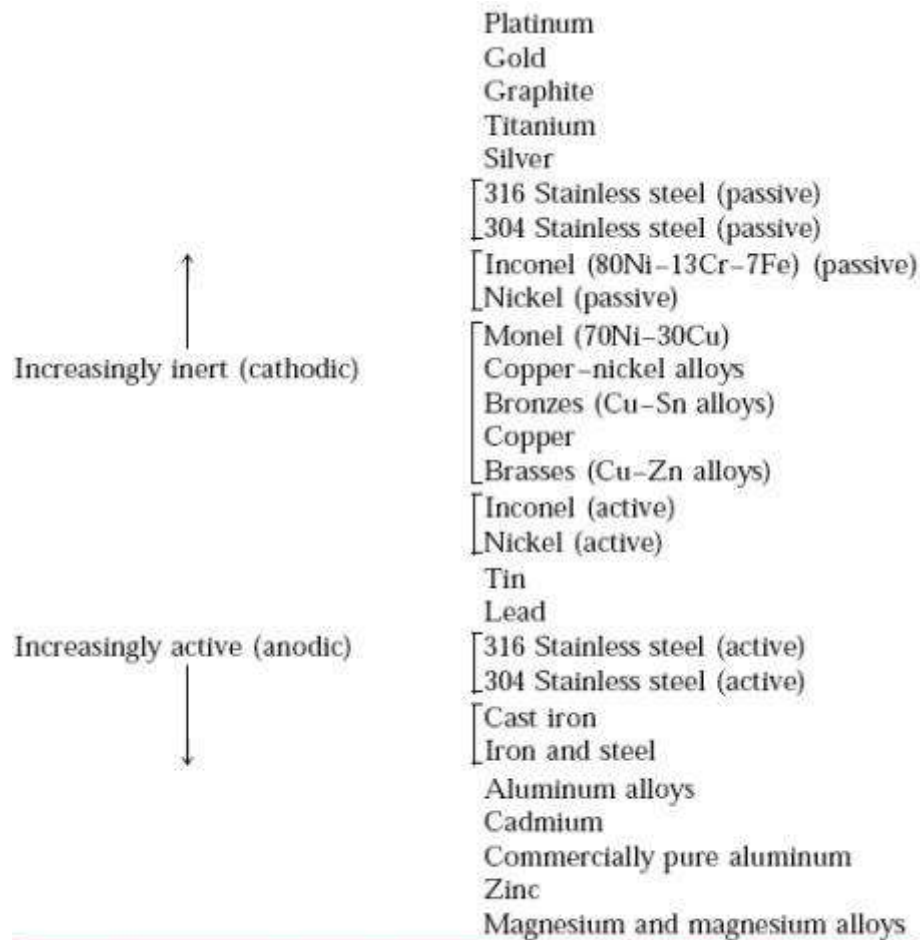 Platinum
Gold
Graphite
Titanium
Silver
316 Stainless steel (passive)
304 Stainless steel (passive)
Inconel (80Ni–13Cr–7Fe) (passive)
Nickel (passive)
Monel (70Ni–30Cu)
Increasingly inert (cathodic)
Copper–nickel alloys
Bronzes (Cu–Sn alloys)
Copper
Brasses (Cu–Zn alloys)
Inconel (active)
Nickel (active)
Tin
Lead
Increasingly active (anodic)
316 Stainless steel (active)
304 Stainless steel (active)
Cast iron
Iron and steel
Aluminum alloys
Cadmium
Commercially pure aluminum
Zinc
Magnesium and magnesium alloys